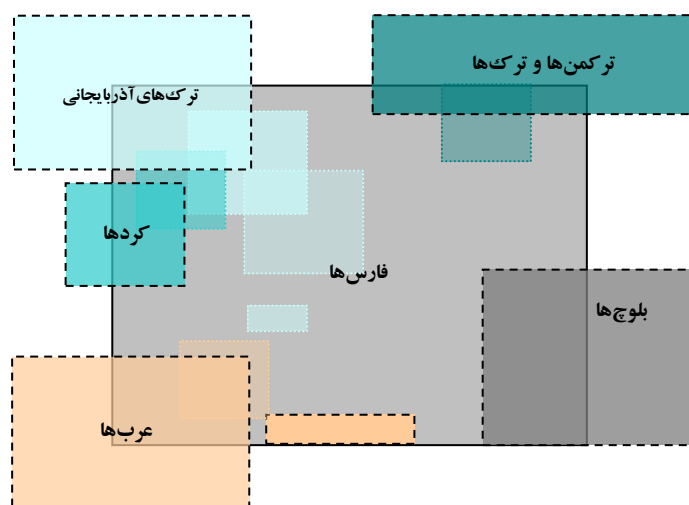 ترکمن‌ها و ترک‌ها
ترک‌های آذربایجانی
کردها
فارس‌ها
بلوچ‌ها
عرب‌ها